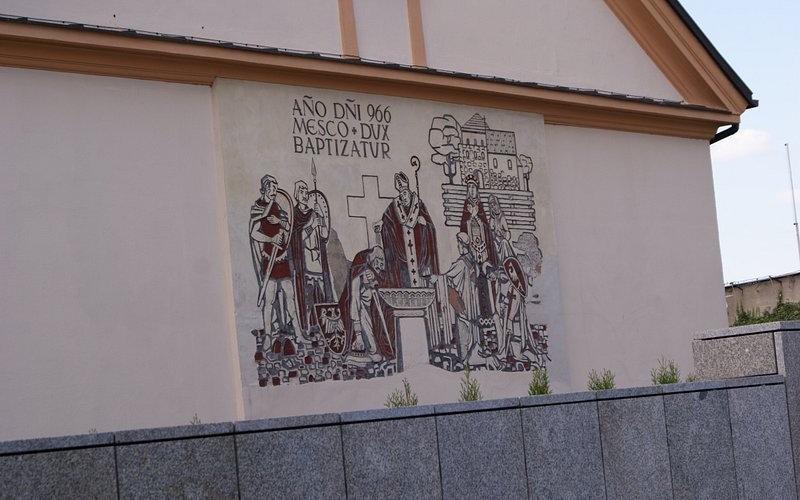 AÑO DÑI 966
MESCO + DUX
BAPTIZATUR